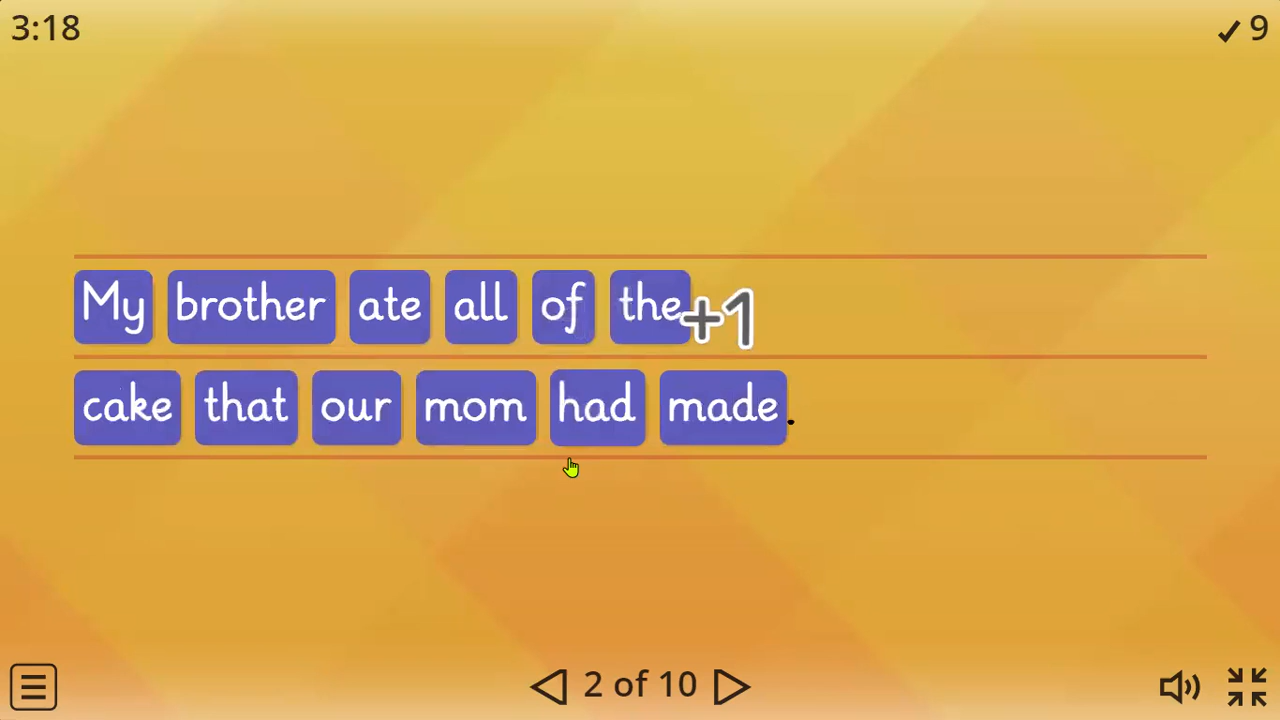 3:18
✓ 9
My brother ate all of the
+1
cake that our mom had made.
2 of 10